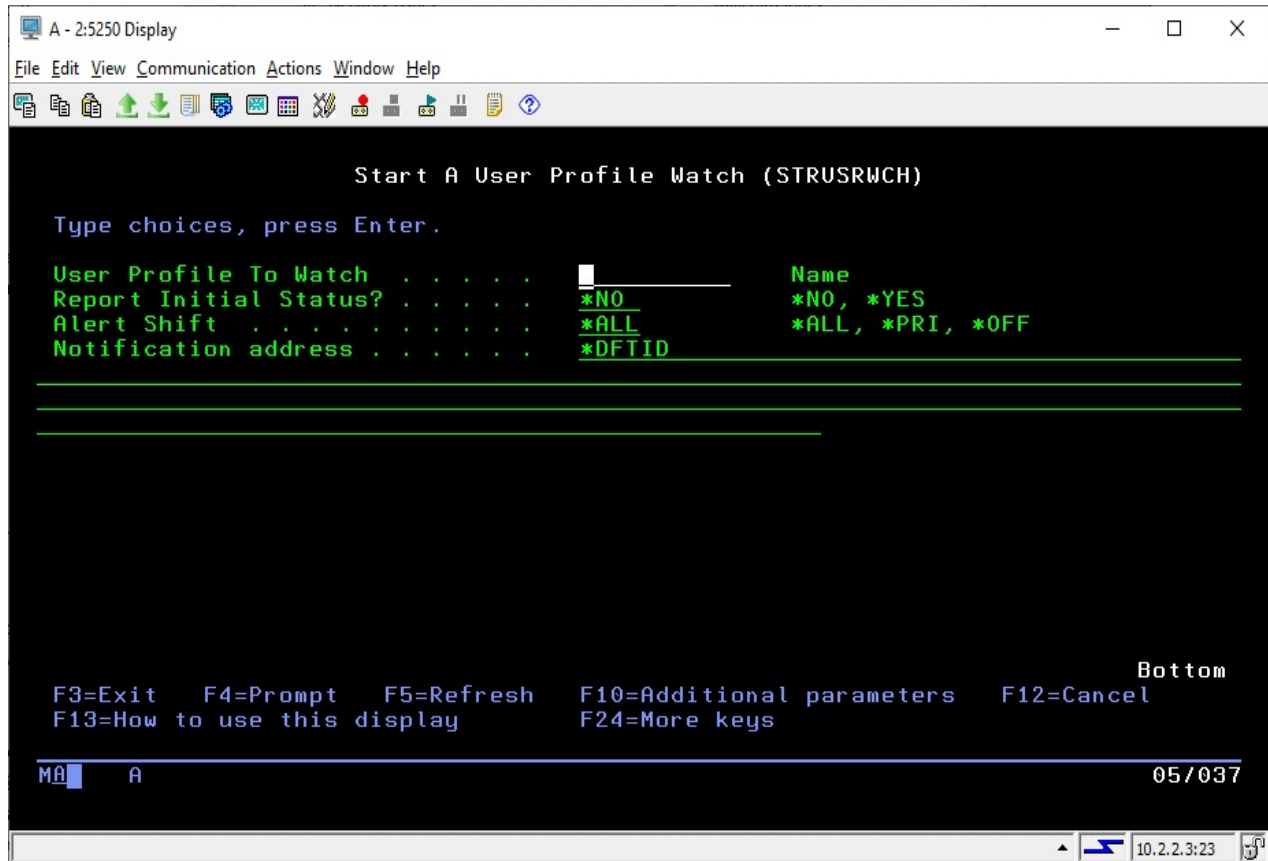 A - 2:5250 Display
File Edit View Communication Actions Window Help
Start A User Profile Watch (STRUSRWCH)
Type choices, press Enter.
User Profile To Watch . . . . . Name
Report Initial Status? . . . . . *NO *NO, *YES
Alert Shift . . . . . . . . . . *ALL *ALL, *PRI, *OFF
Notification address . . . . . . *DFTID
Bottom
F3=Exit F4=Prompt F5=Refresh F10=Additional parameters F12=Cancel
F13=How to use this display F24=More keys
MA A 05/037
10.2.2.3:23